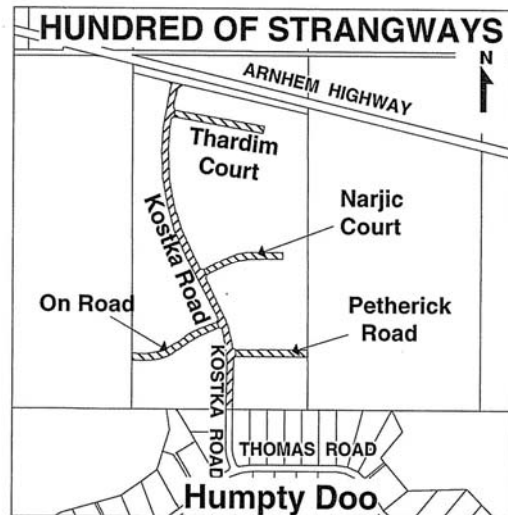 HUNDRED OF STRANGWAYS
N
ARNHEM HIGHWAY
Thardim
Court
Kostka Road
Narjic
Court
On Road
Petherick
Road
KOSTKA ROAD
THOMAS ROAD
Humpty Doo